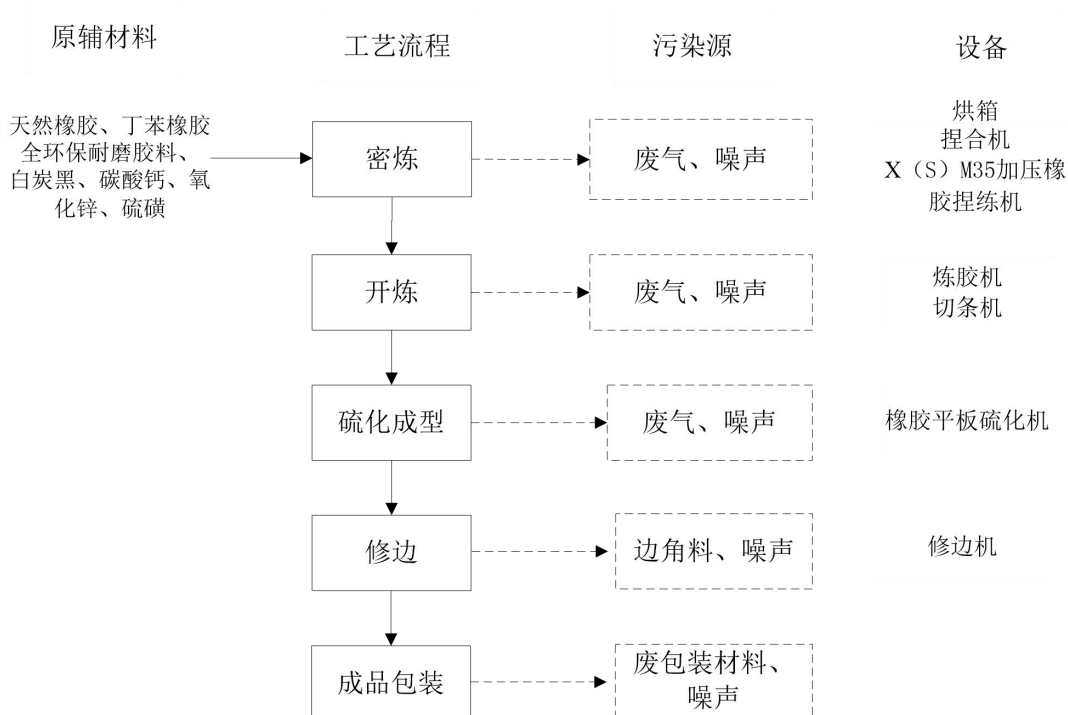 原辅材料
工艺流程
污染源
设备
天然橡胶、丁苯橡胶
全环保耐磨胶料、
白炭黑、碳酸钙、氧
化锌、硫磺
密炼
废气、噪声
烘箱
捏合机
X（S）M35加压橡
胶捏练机
开炼
废气、噪声
炼胶机
切条机
硫化成型
废气、噪声
橡胶平板硫化机
修边
边角料、噪声
修边机
成品包装
废包装材料、
噪声